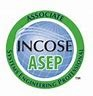 ASSOCIATE
INCOSE
ASEP
SYSTEMS ENGINEERING PROFESSIONAL